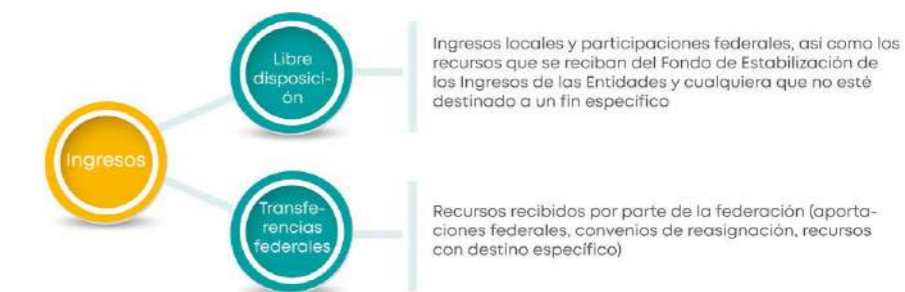 Ingresos
Libre
disposici-
ón
Ingresos locales y participaciones federales, así como los
recursos que se reciban del Fondo de Estabilización de
los Ingresos de las Entidades y cualquiera que no esté
destinado a un fin específico
Transfe-
rencias
federales
Recursos recibidos por parte de la federación (aporta-
ciones federales, convenios de reasignación, recursos
con destino específico)